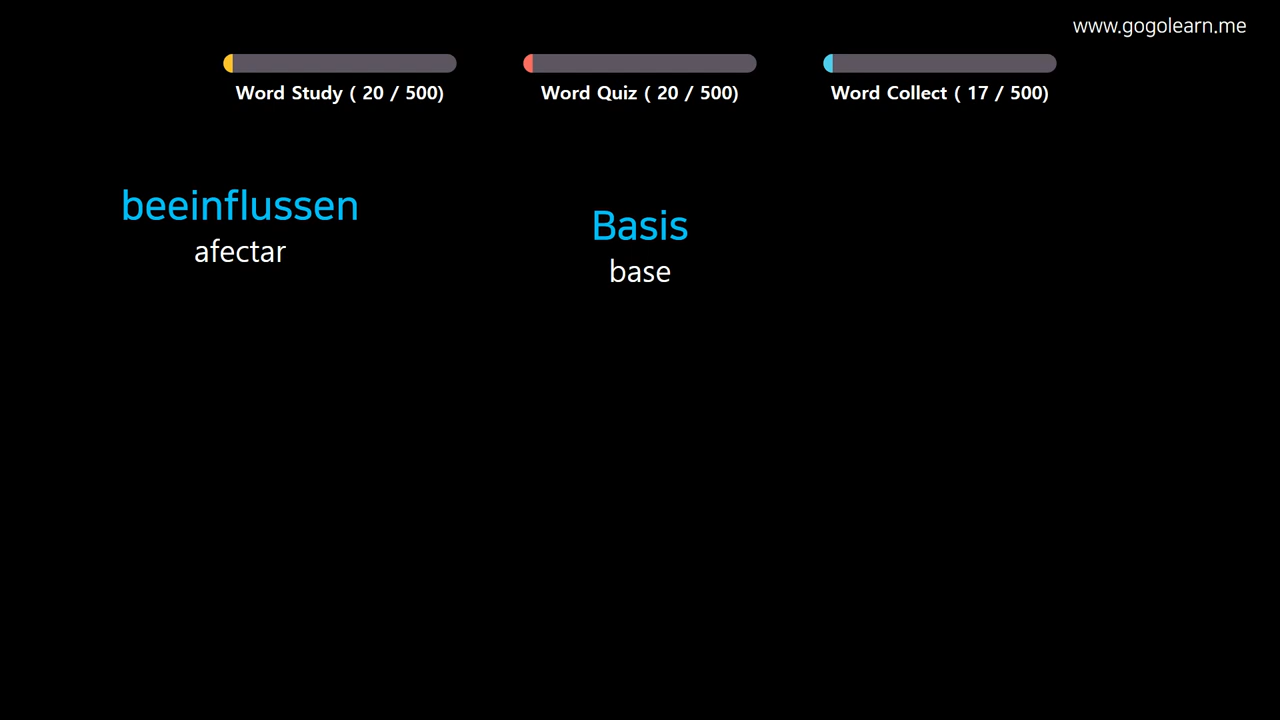 www.gogolearn.me
Word Study ( 20 / 500)
Word Quiz ( 20 / 500)
Word Collect ( 17 / 500)
beeinflussen
afectar
Basis
base